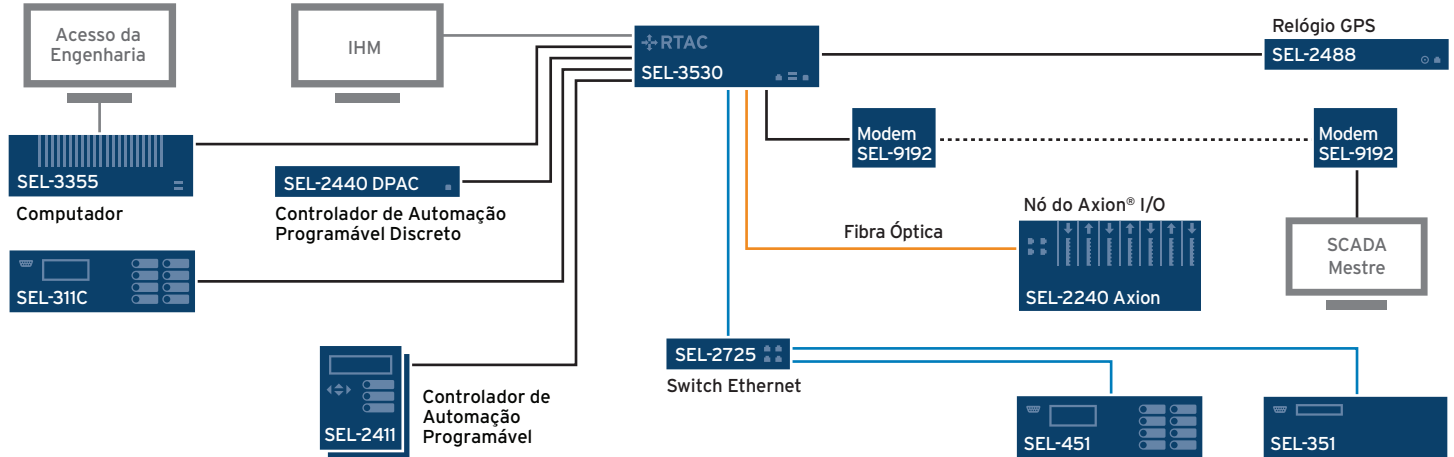 Acesso da
Engenharia
IHM
RTAC
SEL-3530
Relógio GPS
SEL-2488
SEL-3355
Computador
SEL-2440 DPAC
Controlador de Automação
Programável Discreto
Modem
SEL-9192
Modem
SEL-9192
SEL-311C
Fibra Óptica
Nó do Axion® I/O
SEL-2240 Axion
SCADA
Mestre
SEL-2411
Controlador de
Automação
Programável
SEL-2725
Switch Ethernet
SEL-451
SEL-351